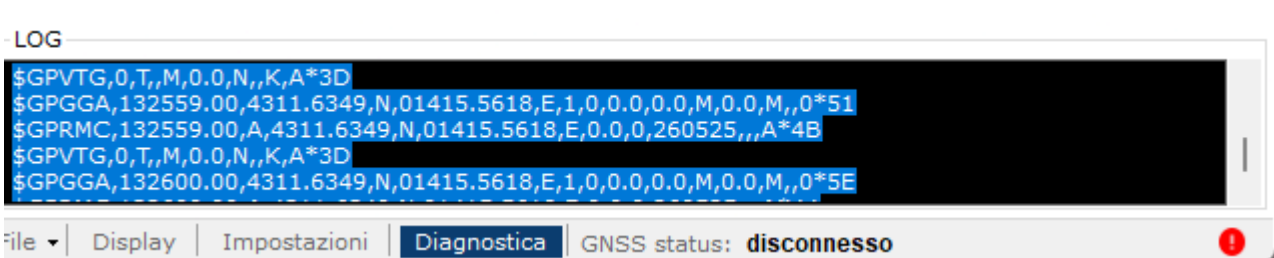 LOG
$GPVTG,0,T,,M,0.0,N,,K,A*3D
$GPGGA,132559.00,4311.6349,N,01415.5618,E,1,0,0.0,0.0,M,0.0,M,,0*51
$GPRMC,132559.00,A,4311.6349,N,01415.5618,E,0.0,0,260525,,,A*4B
$GPVTG,0,T,,M,0.0,N,,K,A*3D
$GPGGA,132600.00,4311.6349,N,01415.5618,E,1,0,0.0,0.0,M,0.0,M,,0*5E
File Display Impostazioni Diagnostica GNSS status: disconnesso